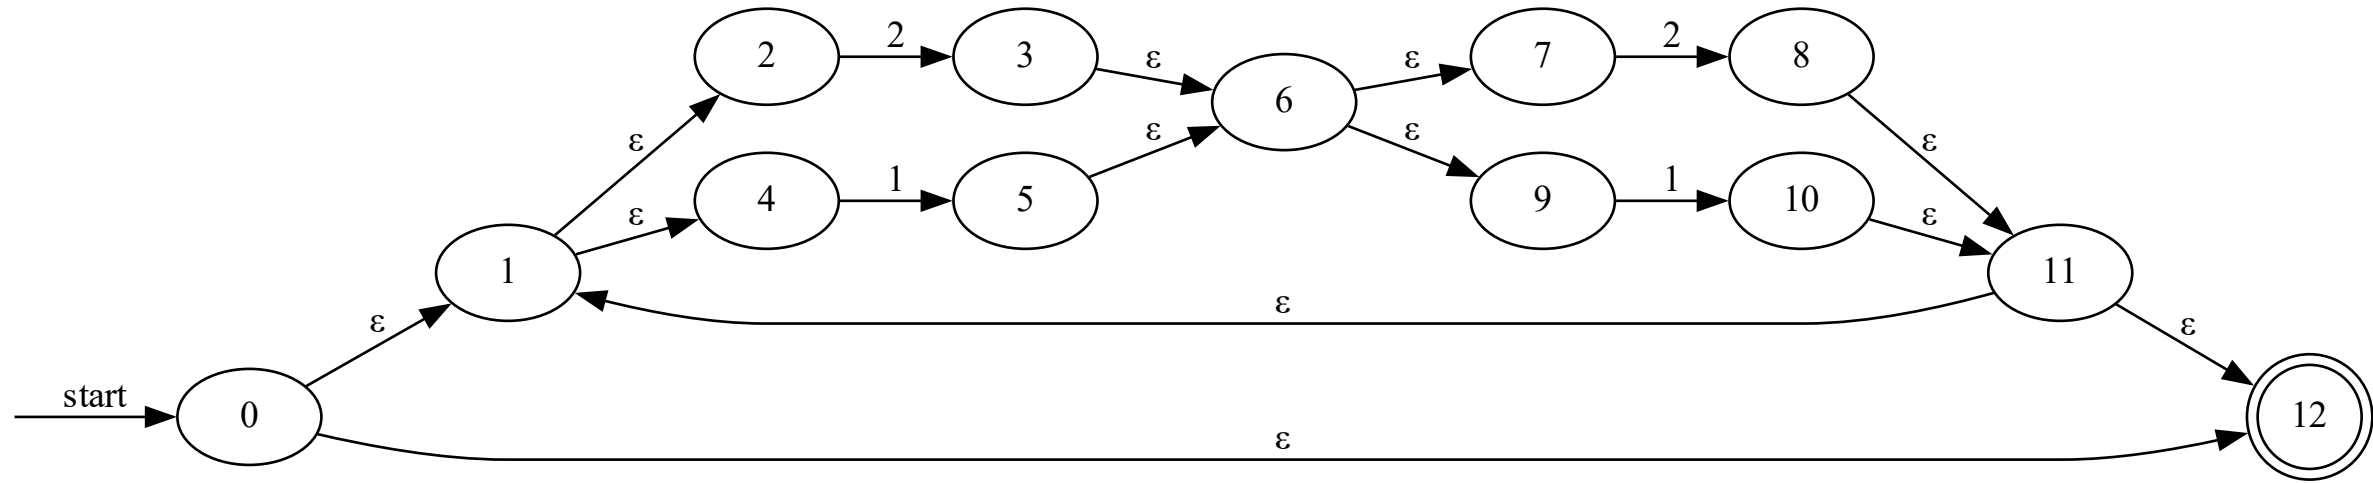 2 2 3 ε 6 ε 7 2 8
ε ε
ε 4 1 5 ε 9 1 10 ε
1 ε 11
ε
ε ε
start 0 ε 12